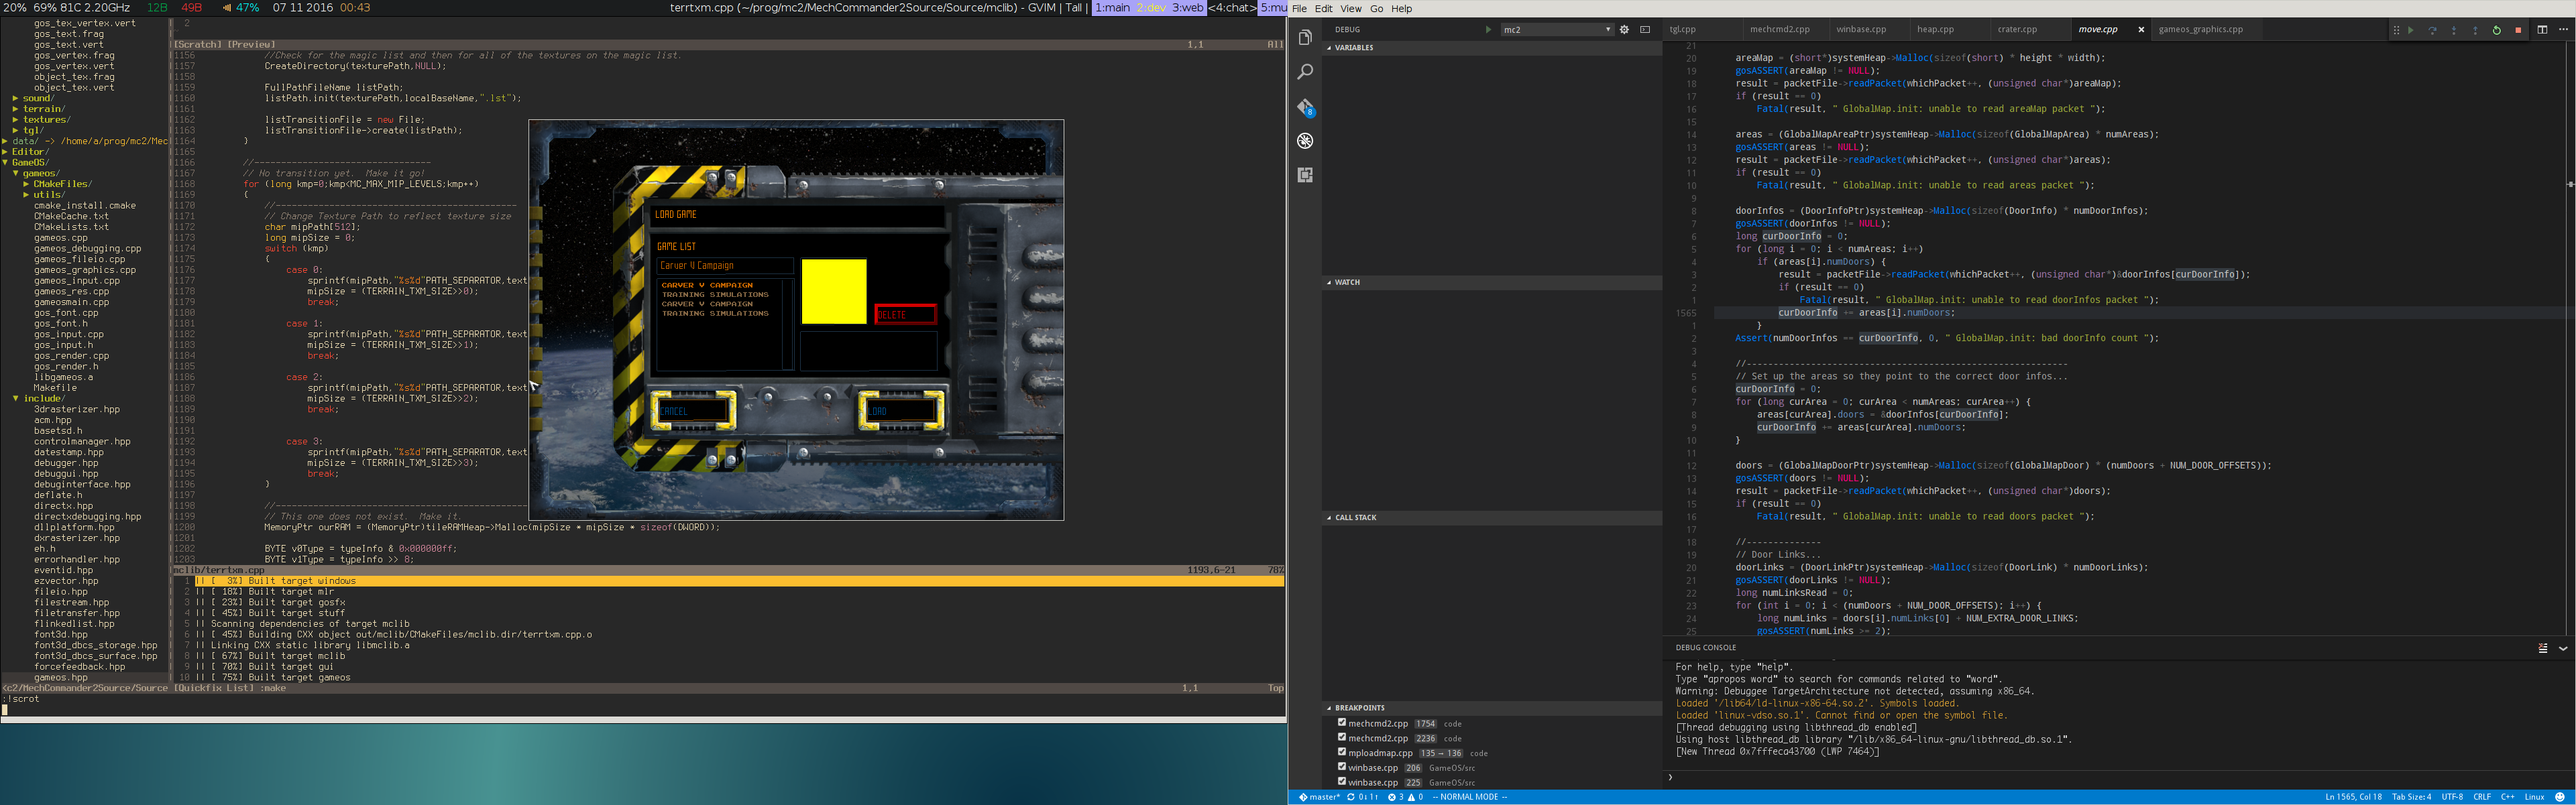 20% 69% 81C 2.20GHz 12B 49B 47% 07 11 2016 00:43 terrtxm.cpp (~/prog/mc2/MechCommander2Source/Source/mclib) - GVIM | Tall | 1:main 2:dev 3:web <4:chat> 5:mu
gos_tex_vertex.vert
gos_text.frag
gos_text.vert
gos_vertex.frag
gos_vertex.vert
object_tex.frag
object_tex.vert
sound/
terrain/
textures/
tgl/
data/ -> /home/a/prog/mc2/Mec
Editor/
GameOS/
gameos/
CMakeFiles/
utils/
cmake_install.cmake
CMakeCache.txt
CMakeLists.txt
gameos.cpp
gameos_debugging.cpp
gameos_fileio.cpp
gameos_graphics.cpp
gameos_input.cpp
gameos_res.cpp
gameosmain.cpp
gos_font.cpp
gos_font.h
gos_input.cpp
gos_input.h
gos_render.cpp
gos_render.h
libgameos.a
Makefile
include/
3drasterizer.hpp
acm.hpp
basetsd.h
controlmanager.hpp
datestamp.hpp
debugger.hpp
debuggui.hpp
debuginterface.hpp
deflate.h
directx.hpp
directxdebugging.hpp
dllplatform.hpp
dxrasterizer.hpp
eh.h
errorhandler.hpp
eventid.hpp
ezvector.hpp
fileio.hpp
filestream.hpp
filetransfer.hpp
flinkedlist.hpp
font3d.hpp
font3d_dbcs_storage.hpp
font3d_dbcs_surface.hpp
forcefeedback.hpp
gameos.hpp
<c2/MechCommander2Source/Source
:!scrot
2
[Scratch] [Preview] 1,1 All
1156 //Check for the magic list and then for all of the textures on the magic list.
1157 CreateDirectory(texturePath,NULL);
1158
1159 FullPathFileName listPath;
1160 listPath.init(texturePath,localBaseName,".lst");
1161
1162 listTransitionFile = new File;
1163 listTransitionFile->create(listPath);
1164 }
1165
1166 //---------------------------------
1167 // No transition yet. Make it go!
1168 for (long kmp=0;kmp<MC_MAX_MIP_LEVELS;kmp++)
1169 {
1170 //---------------------------------------------
1171 // Change Texture Path to reflect texture size
1172 char mipPath[512];
1173 long mipSize = 0;
1174 switch (kmp)
1175 {
1176 case 0:
1177 sprintf(mipPath,"%s%d"PATH_SEPARATOR,text
1178 mipSize = (TERRAIN_TXM_SIZE>>0);
1179 break;
1180
1181 case 1:
1182 sprintf(mipPath,"%s%d"PATH_SEPARATOR,text
1183 mipSize = (TERRAIN_TXM_SIZE>>1);
1184 break;
1185
1186 case 2:
1187 sprintf(mipPath,"%s%d"PATH_SEPARATOR,text
1188 mipSize = (TERRAIN_TXM_SIZE>>2);
1189 break;
1190
1191
1192 case 3:
1193 sprintf(mipPath,"%s%d"PATH_SEPARATOR,text
1194 mipSize = (TERRAIN_TXM_SIZE>>3);
1195 break;
1196 }
1197
1198 //---------------------------------------------
1199 // This one does not exist. Make it.
1200 MemoryPtr ourRAM = (MemoryPtr)tileRAMHeap->Malloc(mipSize * mipSize * sizeof(DWORD));
1201
1202 BYTE v0Type = typeInfo & 0x000000ff;
1203 BYTE v1Type = typeInfo >> 8;
mclib/terrtxm.cpp 1193,6-21 78%
1 || [ 3%] Built target windows
2 || [ 18%] Built target mlr
3 || [ 23%] Built target gosfx
4 || [ 45%] Built target stuff
5 || Scanning dependencies of target mclib
6 || [ 45%] Building CXX object out/mclib/CMakeFiles/mclib.dir/terrtxm.cpp.o
7 || Linking CXX static library libmclib.a
8 || [ 67%] Built target mclib
9 || [ 70%] Built target gui
10 || [ 75%] Built target gameos
[Quickfix List] :make 1,1 Top
LOAD GAME
GAME LIST
Carver V Campaign
CARVER V CAMPAIGN
TRAINING SIMULATIONS
CARVER V CAMPAIGN
TRAINING SIMULATIONS
DELETE
CANCEL
LOAD
File Edit View Go Help
DEBUG mc2
8
VARIABLES
WATCH
CALL STACK
BREAKPOINTS
mechcmd2.cpp 1754 code
mechcmd2.cpp 2236 code
mploadmap.cpp 135 → 136 code
winbase.cpp 206 GameOS/src
winbase.cpp 225 GameOS/src
tgl.cpp mechcmd2.cpp winbase.cpp heap.cpp crater.cpp move.cpp gameos_graphics.cpp
21
20 areaMap = (short*)systemHeap->Malloc(sizeof(short) * height * width);
19 gosASSERT(areaMap != NULL);
18 result = packetFile->readPacket(whichPacket++, (unsigned char*)areaMap);
17 if (result == 0)
16 Fatal(result, " GlobalMap.init: unable to read areaMap packet ");
15
14 areas = (GlobalMapAreaPtr)systemHeap->Malloc(sizeof(GlobalMapArea) * numAreas);
13 gosASSERT(areas != NULL);
12 result = packetFile->readPacket(whichPacket++, (unsigned char*)areas);
11 if (result == 0)
10 Fatal(result, " GlobalMap.init: unable to read areas packet ");
9
8 doorInfos = (DoorInfoPtr)systemHeap->Malloc(sizeof(DoorInfo) * numDoorInfos);
7 gosASSERT(doorInfos != NULL);
6 long curDoorInfo = 0;
5 for (long i = 0; i < numAreas; i++)
4 if (areas[i].numDoors) {
3 result = packetFile->readPacket(whichPacket++, (unsigned char*)&doorInfos[curDoorInfo]);
2 if (result == 0)
1 Fatal(result, " GlobalMap.init: unable to read doorInfos packet ");
1565 curDoorInfo += areas[i].numDoors;
1 }
2 Assert(numDoorInfos == curDoorInfo, 0, " GlobalMap.init: bad doorInfo count ");
3
4 //-------------------------------------------------------------
5 // Set up the areas so they point to the correct door infos...
6 curDoorInfo = 0;
7 for (long curArea = 0; curArea < numAreas; curArea++) {
8 areas[curArea].doors = &doorInfos[curDoorInfo];
9 curDoorInfo += areas[curArea].numDoors;
10 }
11
12 doors = (GlobalMapDoorPtr)systemHeap->Malloc(sizeof(GlobalMapDoor) * (numDoors + NUM_DOOR_OFFSETS));
13 gosASSERT(doors != NULL);
14 result = packetFile->readPacket(whichPacket++, (unsigned char*)doors);
15 if (result == 0)
16 Fatal(result, " GlobalMap.init: unable to read doors packet ");
17
18 //--------------
19 // Door Links...
20 doorLinks = (DoorLinkPtr)systemHeap->Malloc(sizeof(DoorLink) * numDoorLinks);
21 gosASSERT(doorLinks != NULL);
22 long numLinksRead = 0;
23 for (int i = 0; i < (numDoors + NUM_DOOR_OFFSETS); i++) {
24 long numLinks = doors[i].numLinks[0] + NUM_EXTRA_DOOR_LINKS;
25 gosASSERT(numLinks >= 2);
DEBUG CONSOLE
For help, type "help".
Type "apropos word" to search for commands related to "word".
Warning: Debuggee TargetArchitecture not detected, assuming x86_64.
Loaded '/lib64/ld-linux-x86-64.so.2'. Symbols loaded.
Loaded 'linux-vdso.so.1'. Cannot find or open the symbol file.
[Thread debugging using libthread_db enabled]
Using host libthread_db library "/lib/x86_64-linux-gnu/libthread_db.so.1".
[New Thread 0x7fffeca43700 (LWP 7464)]
master* 0↓ 1↑ 3 0 -- NORMAL MODE -- Ln 1565, Col 18 Tab Size: 4 UTF-8 CRLF C++ Linux